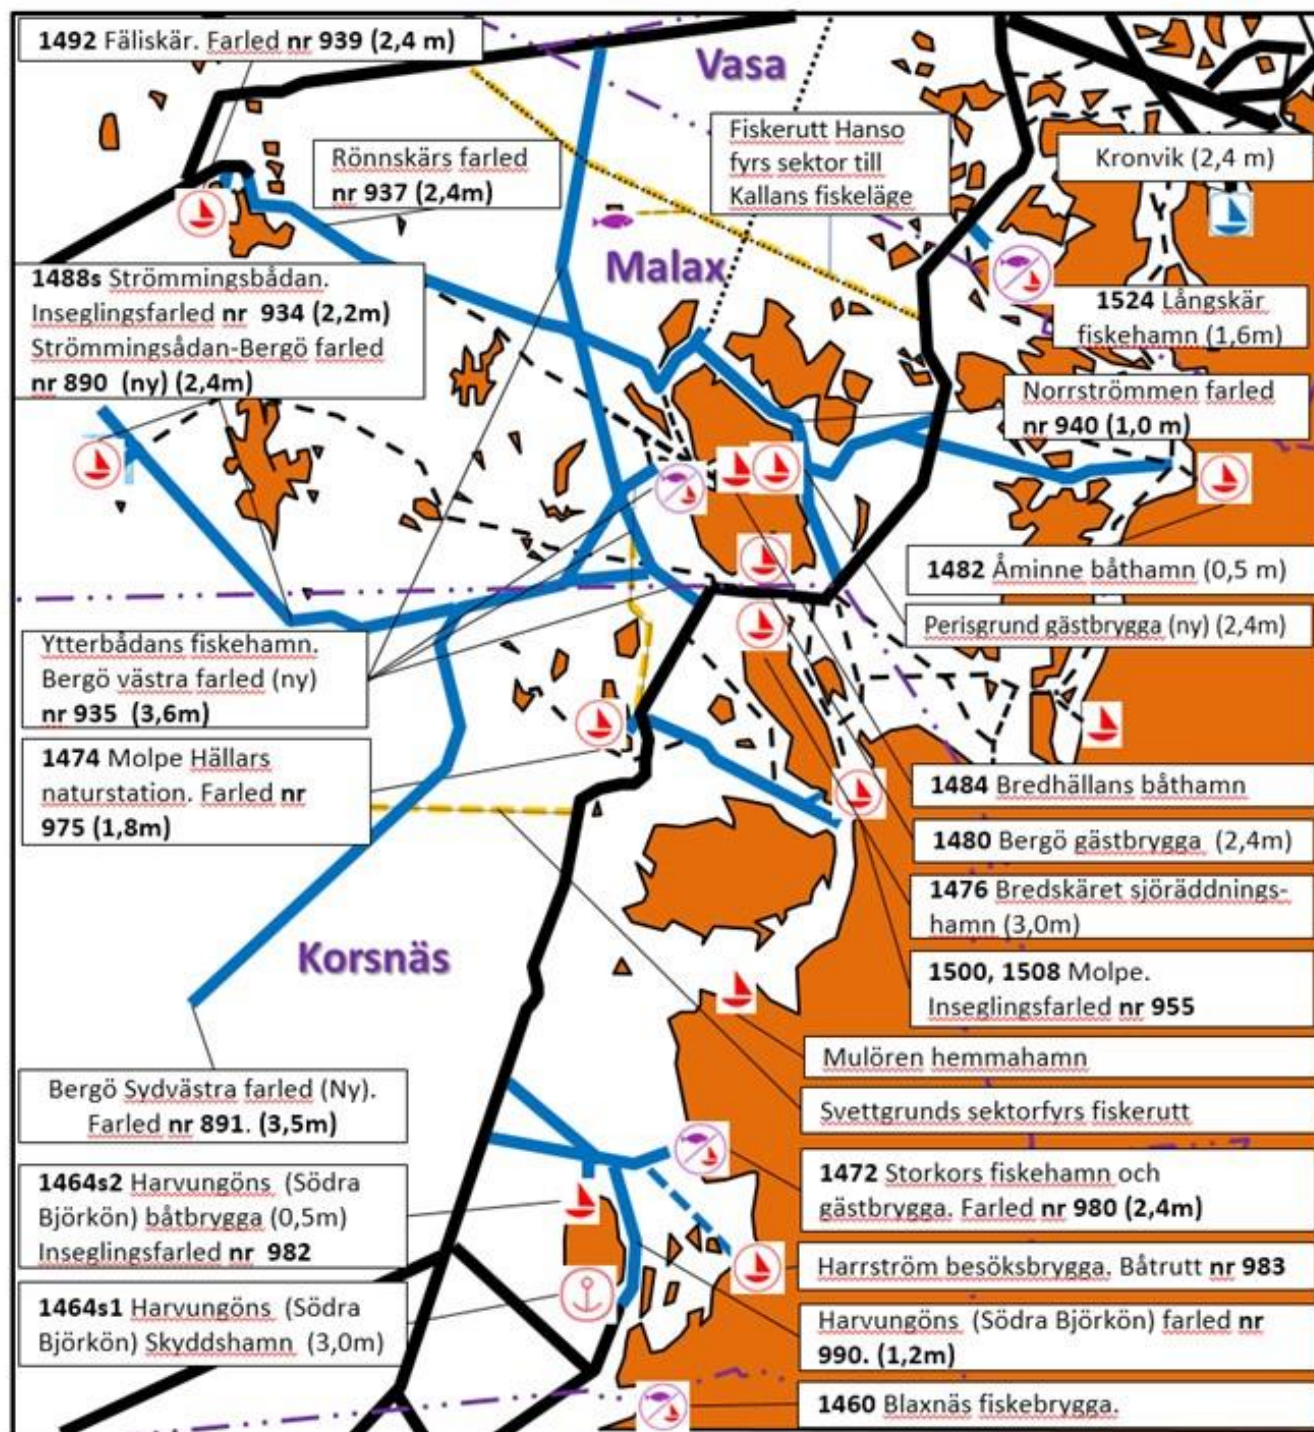 1492 Fäliskär. Farled nr 939 (2,4 m)
Vasa
Rönnskärs farled
nr 937 (2,4m)
Fiskerutt Hanso
fyrs sektor till
Kallans fiskeläge
Kronvik (2,4 m)
Malax
1488s Strömmingsbådan.
Inseglingsfarled nr 934 (2,2m)
Strömmingsådan-Bergö farled
nr 890 (ny) (2,4m)
1524 Långskär
fiskehamn (1,6m)
Norrströmmen farled
nr 940 (1,0 m)
1482 Åminne båthamn (0,5 m)
Perisgrund gästbrygga (ny) (2,4m)
Ytterbådans fiskehamn.
Bergö västra farled (ny)
nr 935 (3,6m)
1474 Molpe Hällars
naturstation. Farled nr
975 (1,8m)
1484 Bredhällans båthamn
1480 Bergö gästbrygga (2,4m)
1476 Bredskäret sjöräddnings-
hamn (3,0m)
Korsnäs
1500, 1508 Molpe.
Inseglingsfarled nr 955
Mulören hemmahamn
Svettgrunds sektorfyrs fiskerutt
Bergö Sydvästra farled (Ny).
Farled nr 891. (3,5m)
1464s2 Harvungöns (Södra
Björkön) båtbrygga (0,5m)
Inseglingsfarled nr 982
1472 Storkors fiskehamn och
gästbrygga. Farled nr 980 (2,4m)
Harrström besöksbrygga. Båtrutt nr 983
1464s1 Harvungöns (Södra
Björkön) Skyddshamn (3,0m)
Harvungöns (Södra Björkön) farled nr
990. (1,2m)
1460 Blaxnäs fiskebrygga.